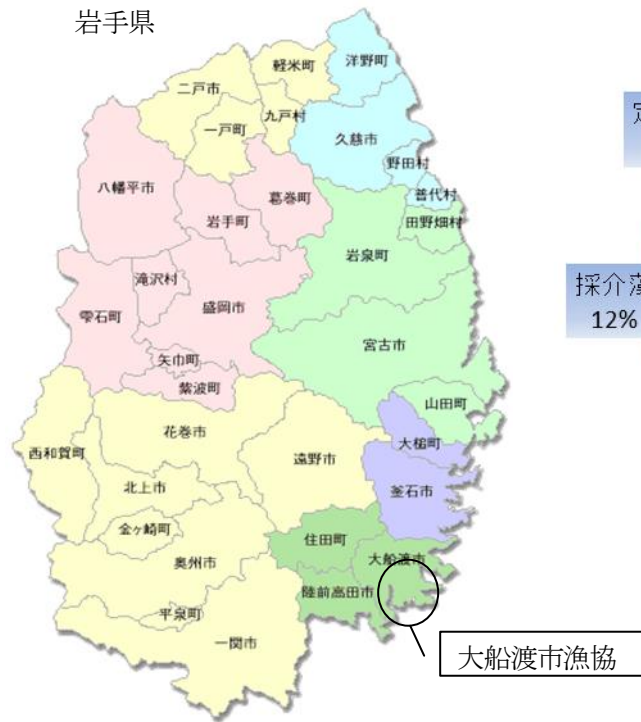 岩手県
洋野町
軽米町
二戸市
九戸村
一戸町
久慈市
野田村
普代村
八幡平市
葛巻町
岩手町
田野畑村
岩泉町
滝沢村
盛岡市
雫石町
宮古市
矢巾町
紫波町
山田町
花巻市
大槌町
西和賀町
遠野市
釜石市
北上市
金ヶ崎町
住田町
大船渡市
奥州市
陸前高田市
平泉町
一関市
大船渡市漁協
採介
12%